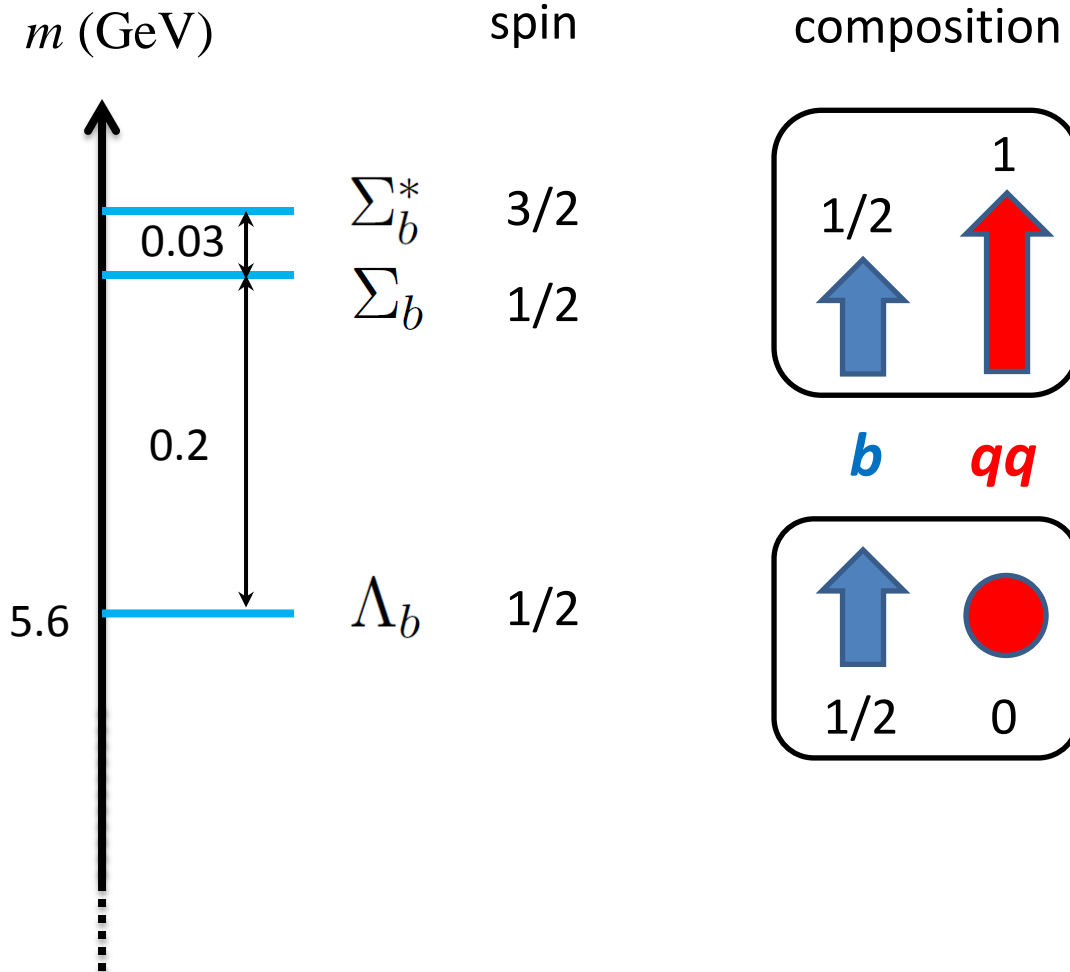 m (GeV) spin composition
1
Σ*b 3/2 1/2
0.03
Σb 1/2
0.2 b qq
5.6 Λb 1/2
1/2 0